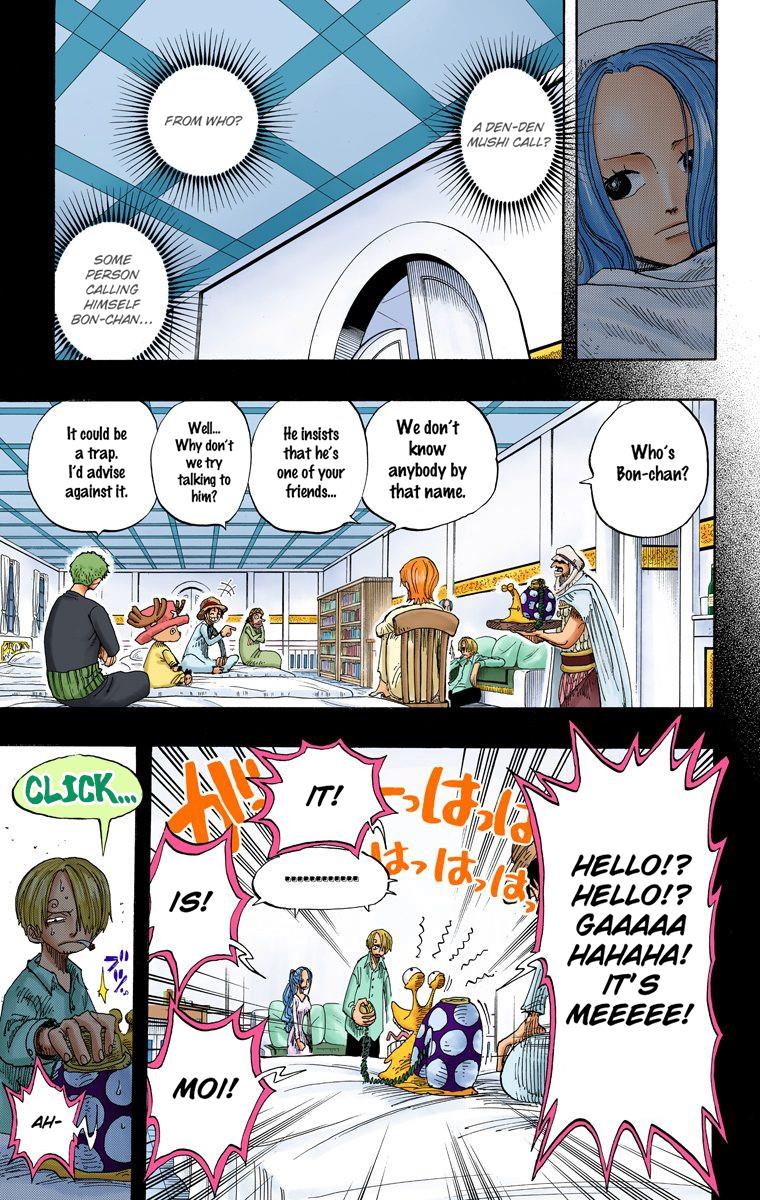 A DEN-DEN
MUSHI CALL?
FROM WHO?
SOME
PERSON
CALLING
HIMSELF
BON-CHAN...
Who's
Bon-chan?
We don't
know
anybody by
that name.
He insists
that he's
one of your
friends...
Well...
Why don't
we try
talking to
him?
It could be
a trap.
I'd advise
against it.
HELLO!?
HELLO!?
GAAAAA
HAHAHA!
IT'S
MEEEEE!
IT!
IS!
MOI!
.............
CLICK...
AH-